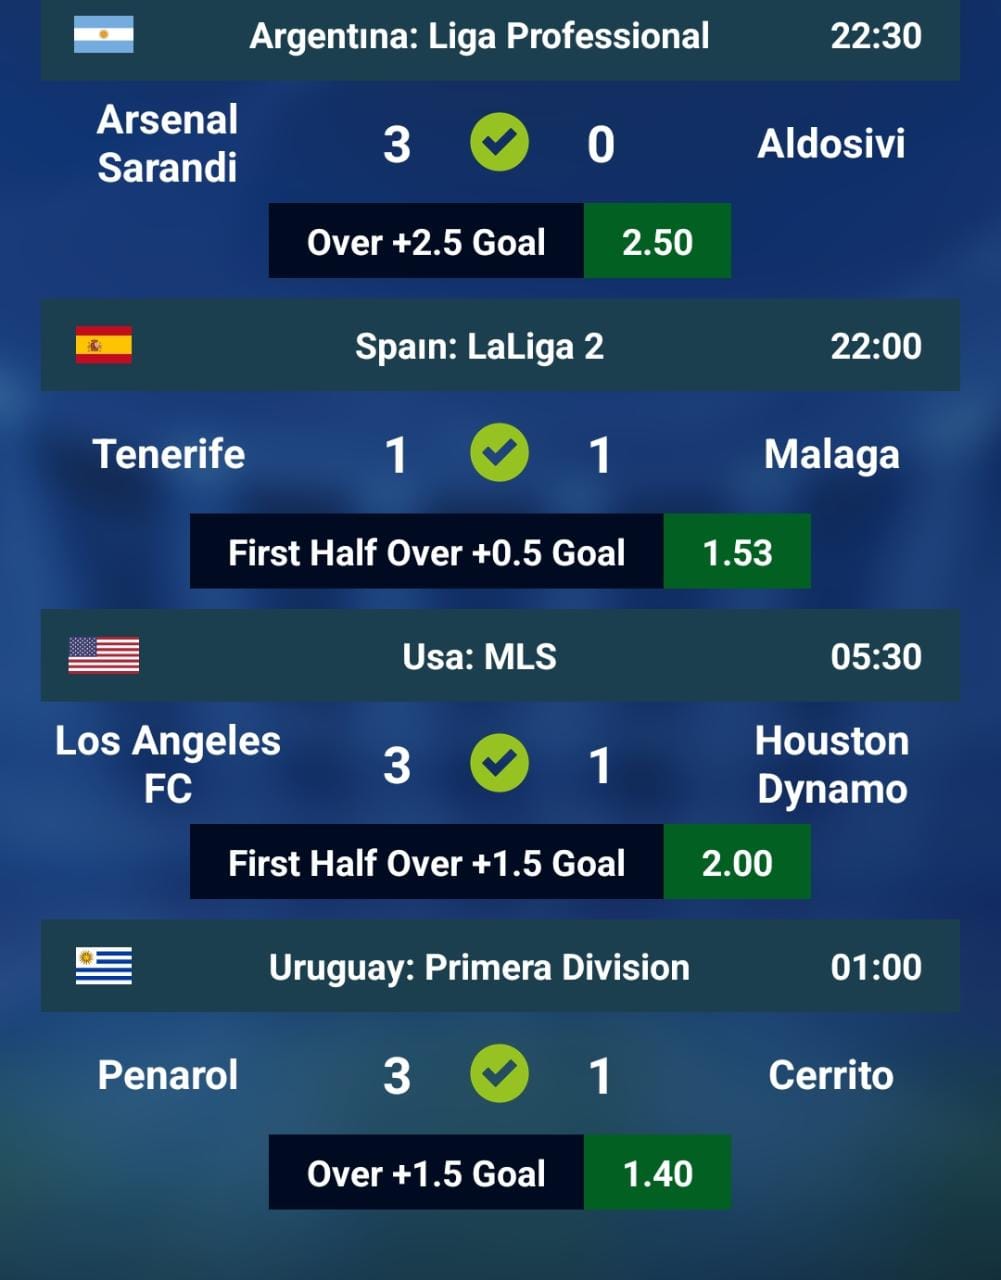 Argentına: Liga Professional 22:30
Arsenal
Sarandi
3 0 Aldosivi
Over +2.5 Goal 2.50
Spaın: LaLiga 2 22:00
Tenerife 1 1 Malaga
First Half Over +0.5 Goal 1.53
Usa: MLS 05:30
Los Angeles
FC
3 1
Houston
Dynamo
First Half Over +1.5 Goal 2.00
Uruguay: Primera Division 01:00
Penarol 3 1 Cerrito
Over +1.5 Goal 1.40